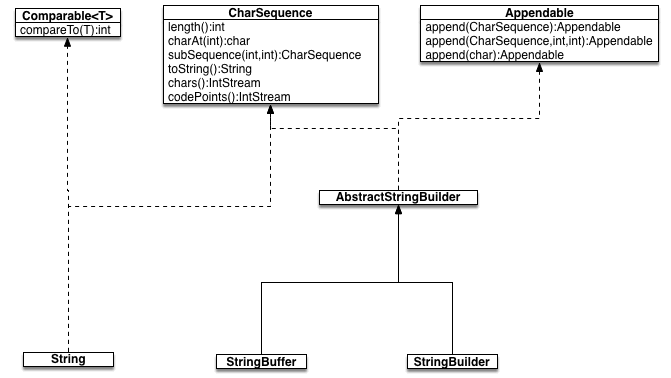 Comparable<T>
compareTo(T):int
CharSequence
length():int
charAt(int):char
subSequence(int,int):CharSequence
toString():String
chars():IntStream
codePoints():IntStream
Appendable
append(CharSequence):Appendable
append(CharSequence,int,int):Appendable
append(char):Appendable
AbstractStringBuilder
String
StringBuffer
StringBuilder